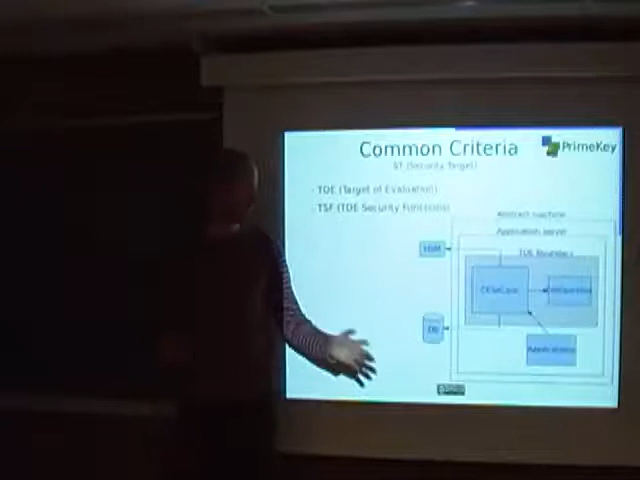 Common Criteria
PrimeKey
ST (Security Target)
- TOE (Target of Evaluation)
- TSF (TOE Security Functions)
Abstract machine
Application server
TOE Boundary
HSM
DB